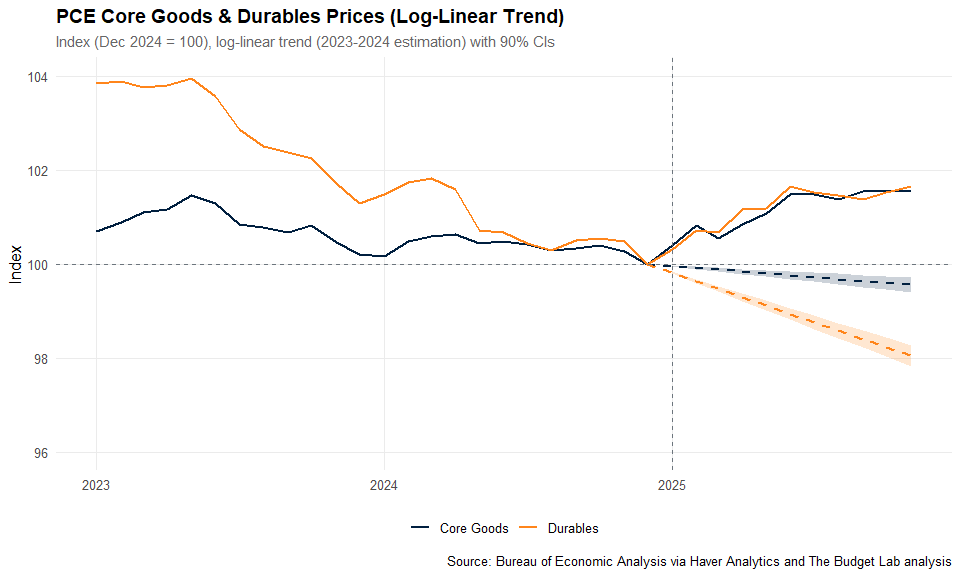 PCE Core Goods & Durables Prices (Log-Linear Trend)
Index (Dec 2024 = 100), log-linear trend (2023-2024 estimation) with 90% CIs
104
102
100
98
96
Index
2023 2024 2025
Core Goods Durables
Source: Bureau of Economic Analysis via Haver Analytics and The Budget Lab analysis